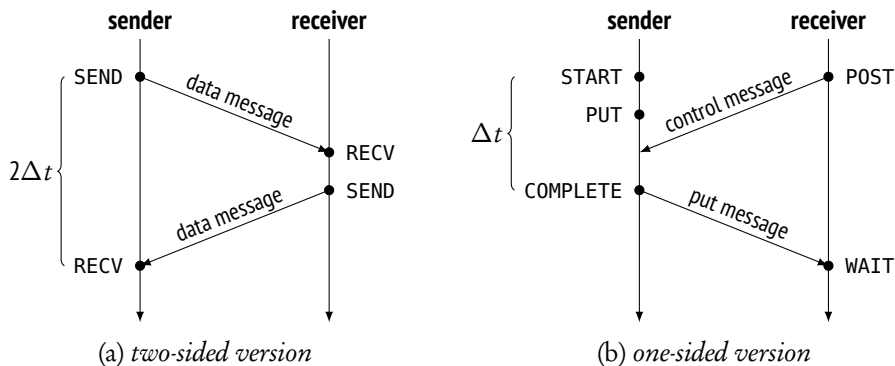 sender receiver
SEND
data message
RECV
SEND
2Δt
data message
RECV
(a) two-sided version
sender receiver
START POST
control message
PUT
Δt
COMPLETE
put message
WAIT
(b) one-sided version